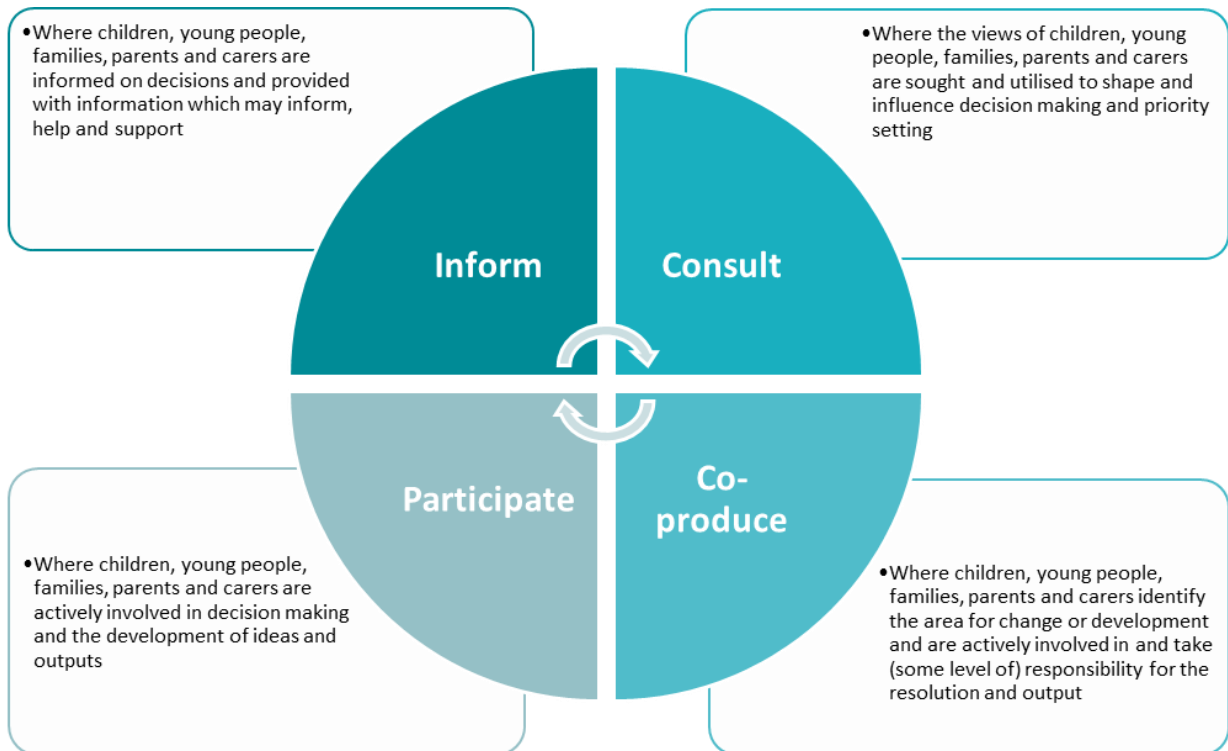 •Where children, young people,
families, parents and carers are
informed on decisions and provided
with information which may inform,
help and support
•Where the views of children, young
people, families, parents and carers
are sought and utilised to shape and
influence decision making and priority
setting
Inform
Consult
Participate
Co-
produce
•Where children, young people,
families, parents and carers are
actively involved in decision making
and the development of ideas and
outputs
•Where children, young people,
families, parents and carers identify
the area for change or development
and are actively involved in and take
(some level of) responsibility for the
resolution and output